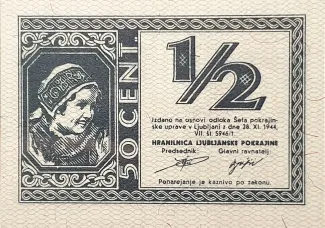 50 CENT.
1/2
Izdano na osnovi odloka Šefa pokrajin-
ske uprave v Ljubljani z dne 28. XI. 1944,
VII. št. 5946/1
HRANILNICA LJUBLJANSKE POKRAJINE
Predsednik: Glavni ravnatelj:
Ponarejanje je kaznivo po zakonu.